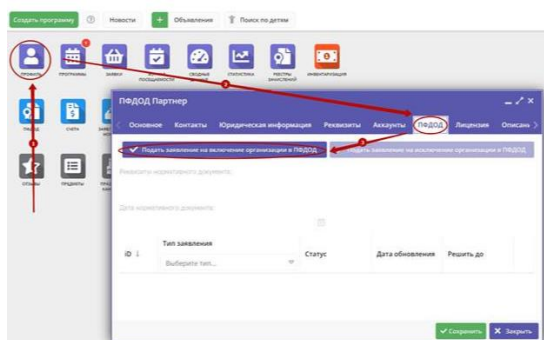 Создать программу
Новости
+ Объявление
Поиск по детям
ПРОФИЛЬ
ПРОГРАММЫ
ЗАЯВКИ
ПОСЕЩАЕМОСТИ
СВОДНЫЕ
СТАТИСТИКА
РЕЕСТРЫ
ЗАЧИСЛЕНИЙ
ИНВЕНТАРИЗАЦИЯ
ПФДОД
СЧЕТА
ОТЗЫВЫ
ПРЕДМЕТЫ
ПФДОД Партнер
Основное Контакты Юридическая информация Реквизиты Аккаунты ПФДОД Лицензия Описани
Подать заявление на включение организации в ПФДОД
Подать заявление на исключение организации в ПФДОД
Реквизиты нормативного документа:
Дата нормативного документа:
ID
Тип заявления
Выберите тип...
Статус
Дата обновления
Решить до
Сохранить
X Закрыть